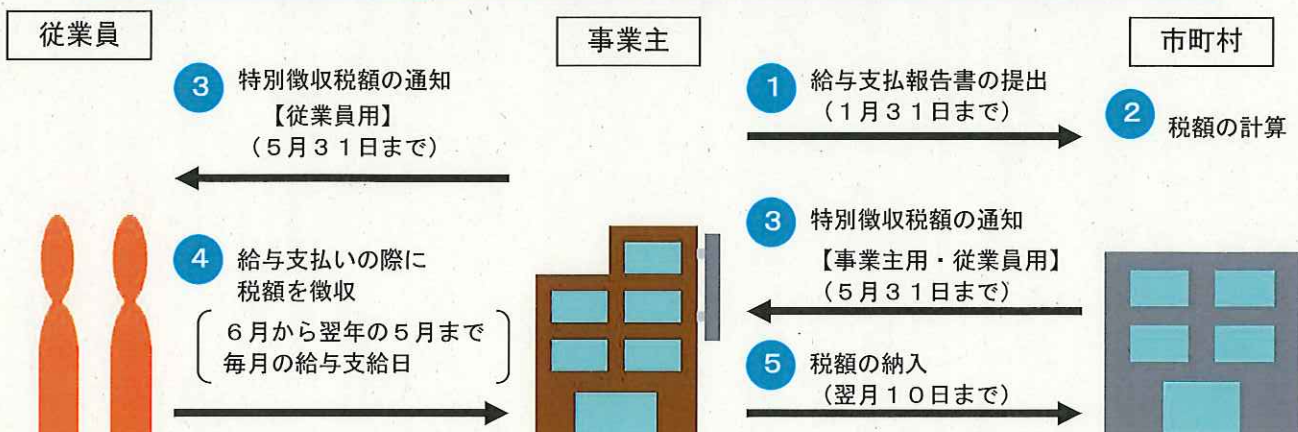 従業員
事業主
市町村
3 特別徴収税額の通知
【従業員用】
（５月３１日まで）
1 給与支払報告書の提出
（１月３１日まで）
2 税額の計算
3 特別徴収税額の通知
【事業主用・従業員用】
（５月３１日まで）
4 給与支払いの際に
税額を徴収
６月から翌年の５月まで
毎月の給与支給日
5 税額の納入
（翌月１０日まで）